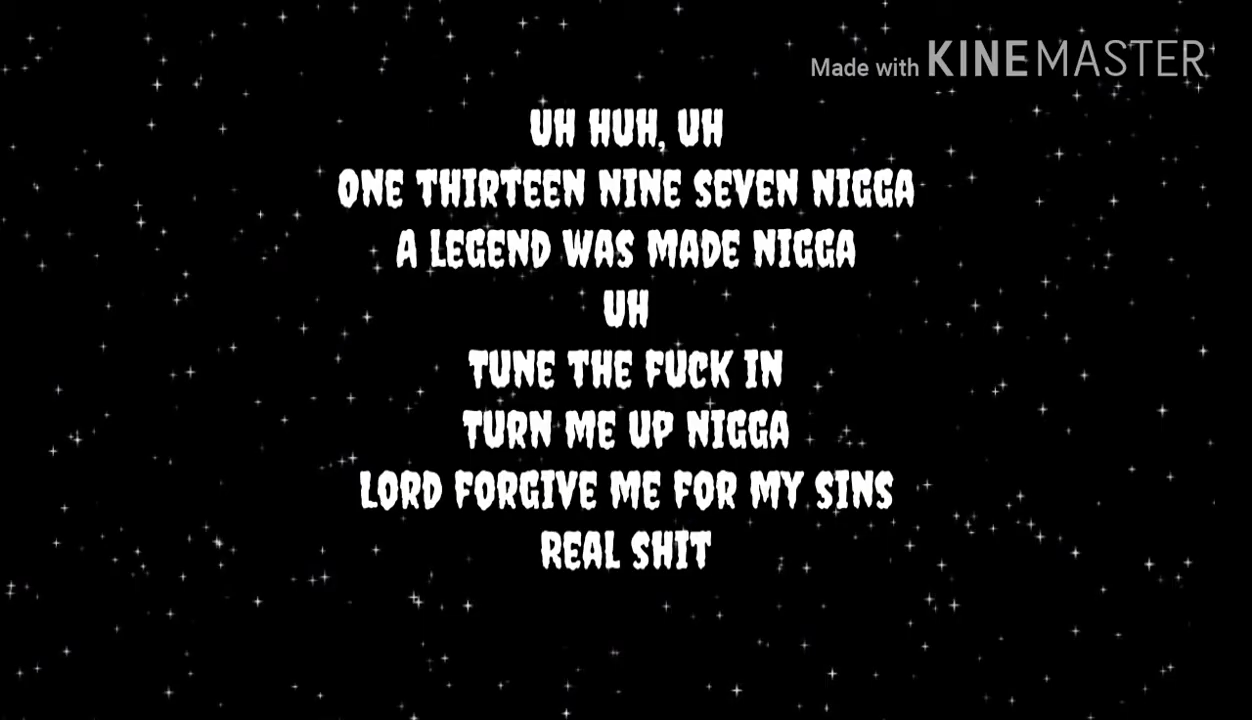 Made with KINEMASTER
UH HUH, UH
ONE THIRTEEN NINE SEVEN NIGGA
A LEGEND WAS MADE NIGGA
UH
TUNE THE FUCK IN
TURN ME UP NIGGA
LORD FORGIVE ME FOR MY SINS
REAL SHIT